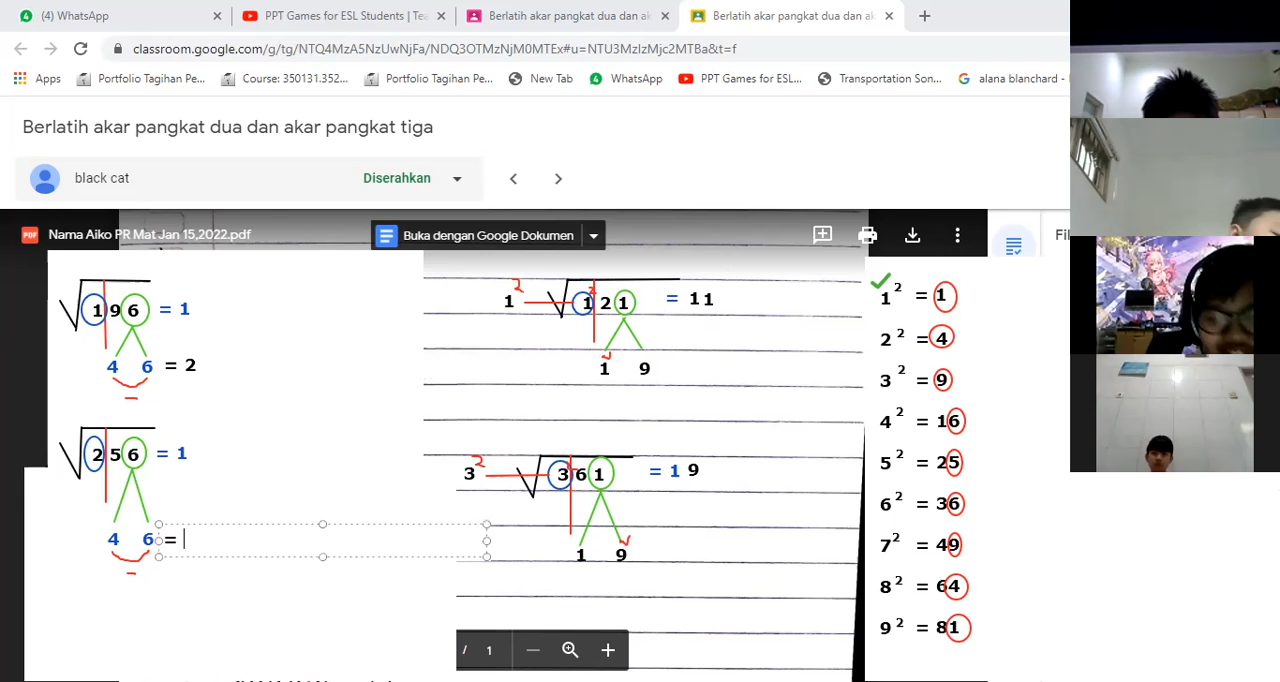 (4) WhatsApp
PPT Games for ESL Students | Tea
Berlatih akar pangkat dua dan ak
Berlatih akar pangkat dua dan ak
classroom.google.com/g/tg/NTQ4MzA5NzUwNjFa/NDQ3OTMzNjM0MTEx#u=NTU3MzIzMjc2MTBa&t=f
Apps
Portfolio Tagihan Pe...
Course: 350131.352...
Portfolio Tagihan Pe...
New Tab
WhatsApp
PPT Games for ESL...
Transportation Son...
alana blanchard -
Berlatih akar pangkat dua dan akar pangkat tiga
black cat
Diserahkan
PDF
Nama Aiko PR Mat Jan 15,2022.pdf
Buka dengan Google Dokumen
√196 = 1
4 6 = 2
−
√256 = 1
4 6 =
−
1² √121 = 11
1 9
3² √361 = 19
1 9
1² = 1
2² = 4
3² = 9
4² = 16
5² = 25
6² = 36
7² = 49
8² = 64
9² = 81
/ 1